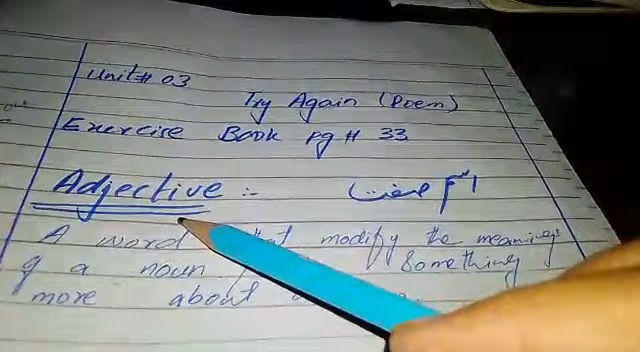 Unit# 03
Try Again (Poem)
Exercise Book pg # 33
Adjective :- اسم صفت
A word that modify the meaning
of a noun Something
more about